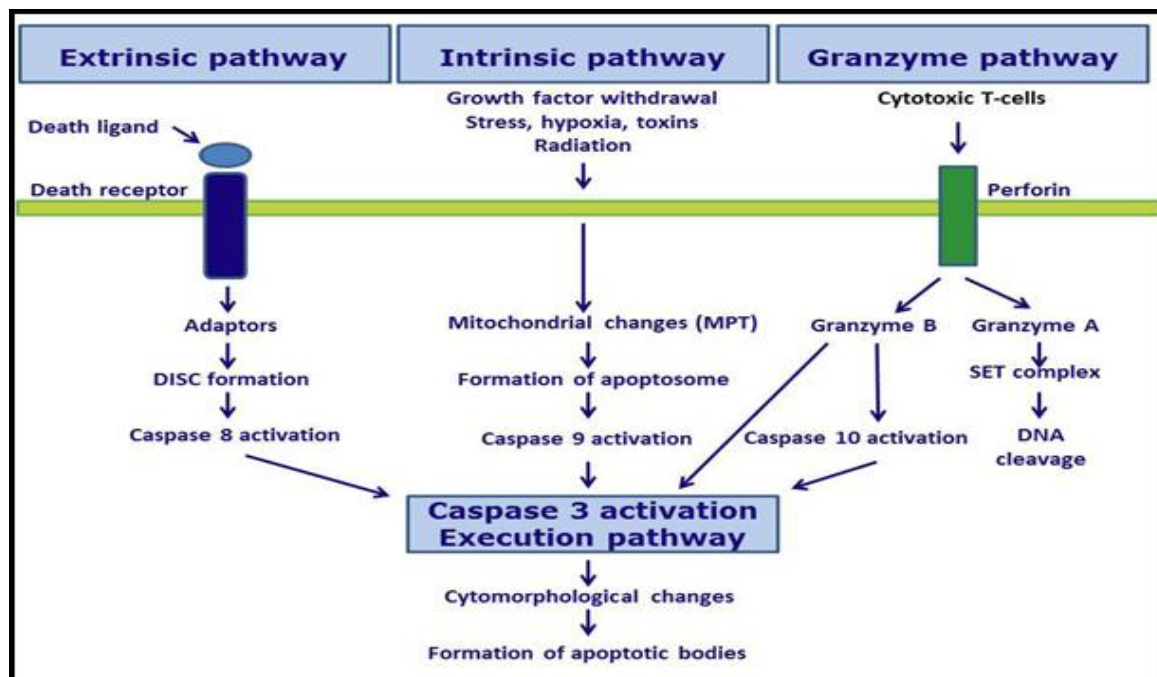 Extrinsic pathway
Intrinsic pathway
Granzyme pathway
Death ligand
Death receptor
Adaptors
DISC formation
Caspase 8 activation
Growth factor withdrawal
Stress, hypoxia, toxins
Radiation
Mitochondrial changes (MPT)
Formation of apoptosome
Caspase 9 activation
Cytotoxic T-cells
Perforin
Granzyme B
Granzyme A
SET complex
Caspase 10 activation
DNA
cleavage
Caspase 3 activation
Execution pathway
Cytomorphological changes
Formation of apoptotic bodies